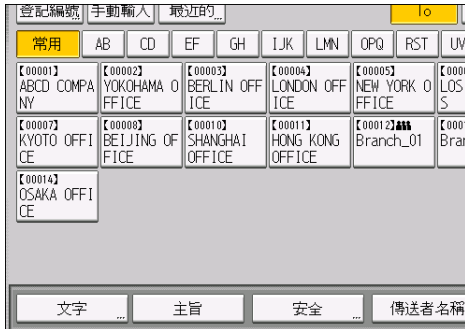 登記編號 手動輸入 最近的 To
常用 AB CD EF GH IJK LMN OPQ RST UV
【00001】 【00002】 【00003】 【00004】 【00005】
ABCD COMPA YOKOHAMA O BERLIN OFF LONDON OFF NEW YORK O LOS
NY FFICE ICE ICE FFICE S
【00007】 【00008】 【00010】 【00011】 【00012】
KYOTO OFFI BEIJING OF SHANGHAI HONG KONG Branch_01 Bra
CE FICE OFFICE OFFICE
【00014】
OSAKA OFFI
CE
文字 主旨 安全 傳送者名稱